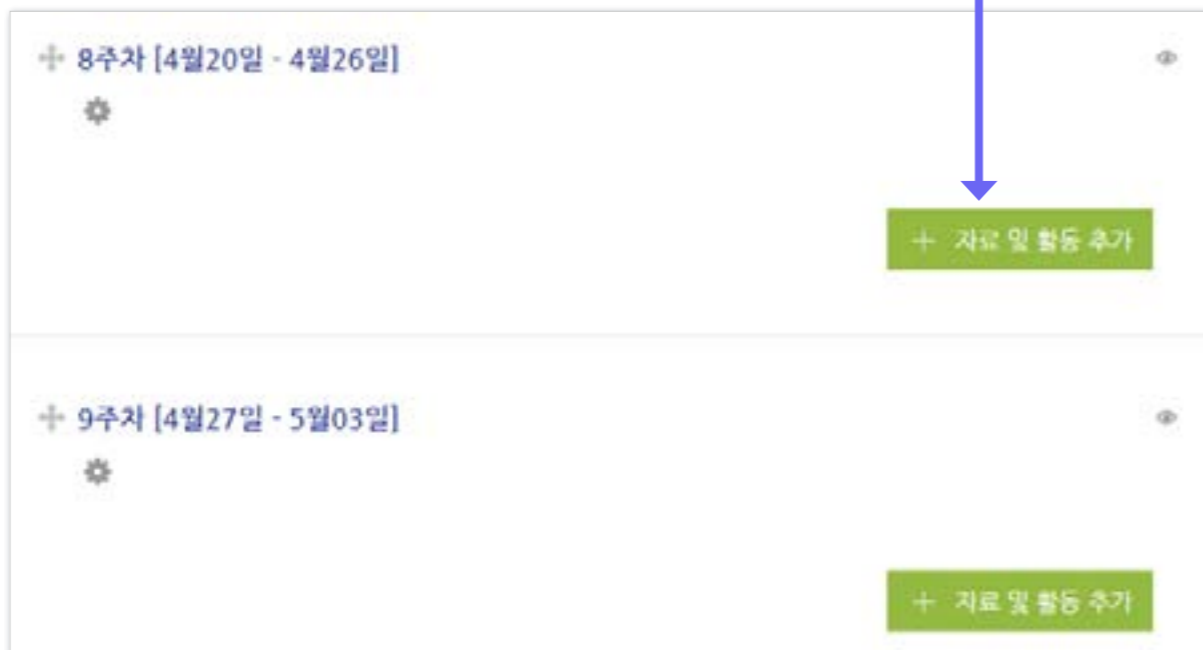 8주차 [4월20일 - 4월26일]
+ 자료 및 활동 추가
9주차 [4월27일 - 5월03일]
+ 자료 및 활동 추가